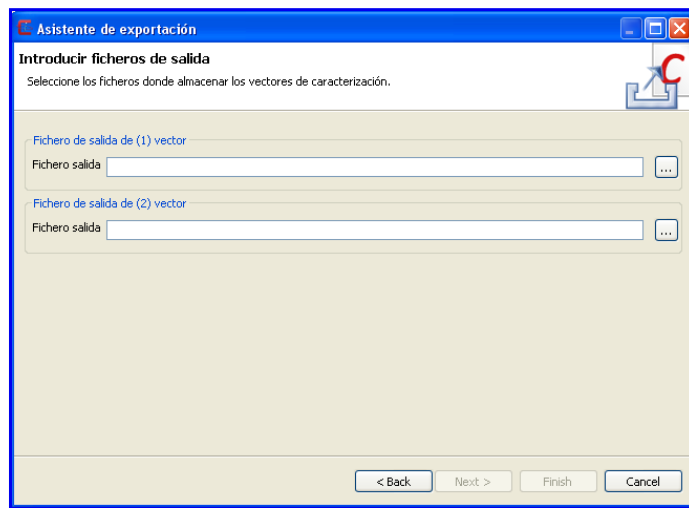 Asistente de exportación
Introducir ficheros de salida
Seleccione los ficheros donde almacenar los vectores de caracterización.
Fichero de salida de (1) vector
Fichero salida ...
Fichero de salida de (2) vector
Fichero salida ...
< Back Next > Finish Cancel